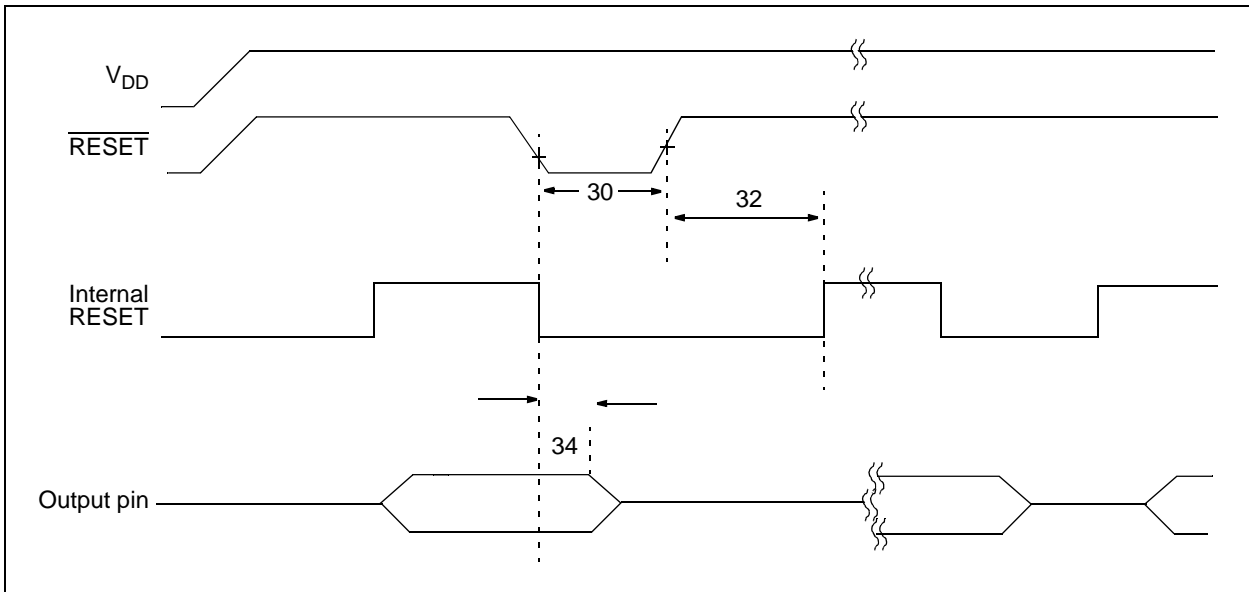 VDD
RESET
30
32
Internal
RESET
34
Output pin